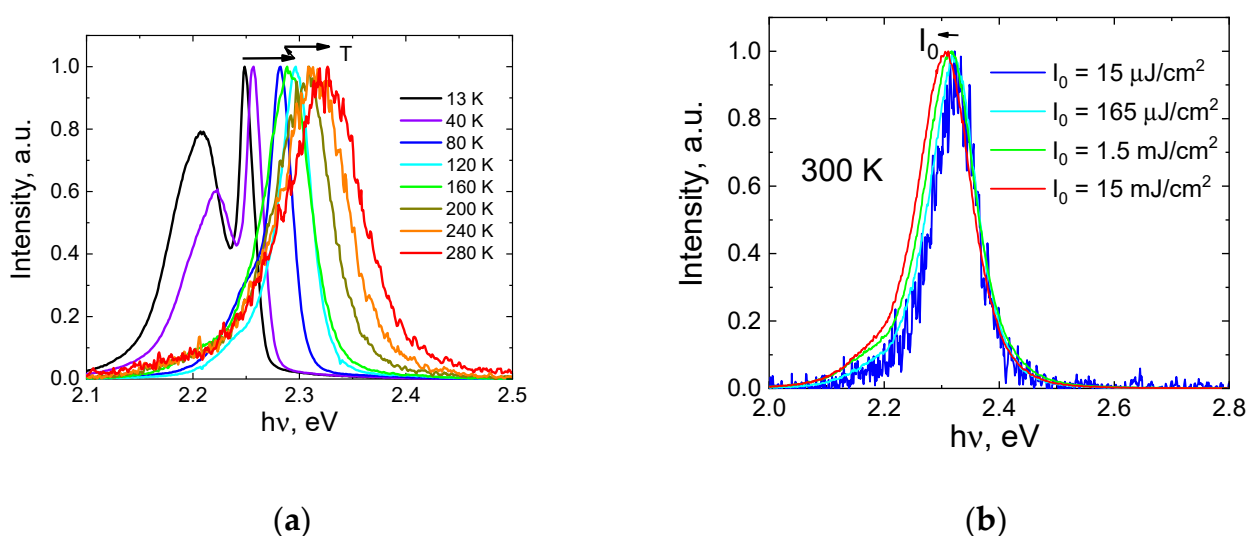 T
Intensity, a.u.
1.0
0.8
0.6
0.4
0.2
0.0
13 K
40 K
80 K
120 K
160 K
200 K
240 K
280 K
2.1 2.2 2.3 2.4 2.5
hν, eV
(a)
I₀
Intensity, a.u.
1.0
0.8
0.6
0.4
0.2
0.0
300 K
I₀ = 15 μJ/cm²
I₀ = 165 μJ/cm²
I₀ = 1.5 mJ/cm²
I₀ = 15 mJ/cm²
2.0 2.2 2.4 2.6 2.8
hν, eV
(b)